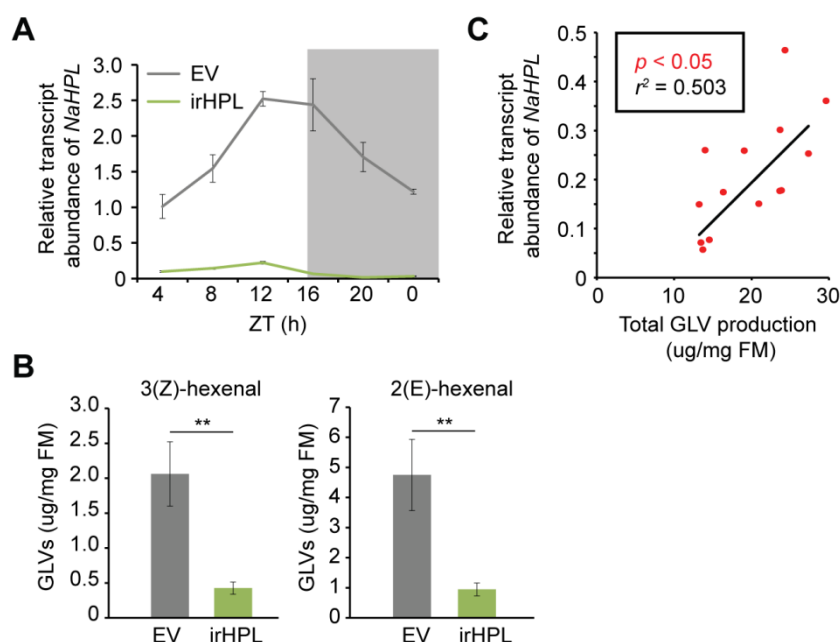 A
Relative transcript
abundance of NaHPL
3.0
2.5
2.0
1.5
1.0
0.5
0
EV
irHPL
4 8 12 16 20 0
ZT (h)
C
Relative transcript
abundance of NaHPL
0.5
0.4
0.3
0.2
0.1
0
p < 0.05
r² = 0.503
0 10 20 30
Total GLV production
(ug/mg FM)
B
3(Z)-hexenal
GLVs (ug/mg FM)
3.0
2.5
2.0
1.5
1.0
0.5
0
**
EV irHPL
2(E)-hexenal
GLVs (ug/mg FM)
7
6
5
4
3
2
1
0
**
EV irHPL